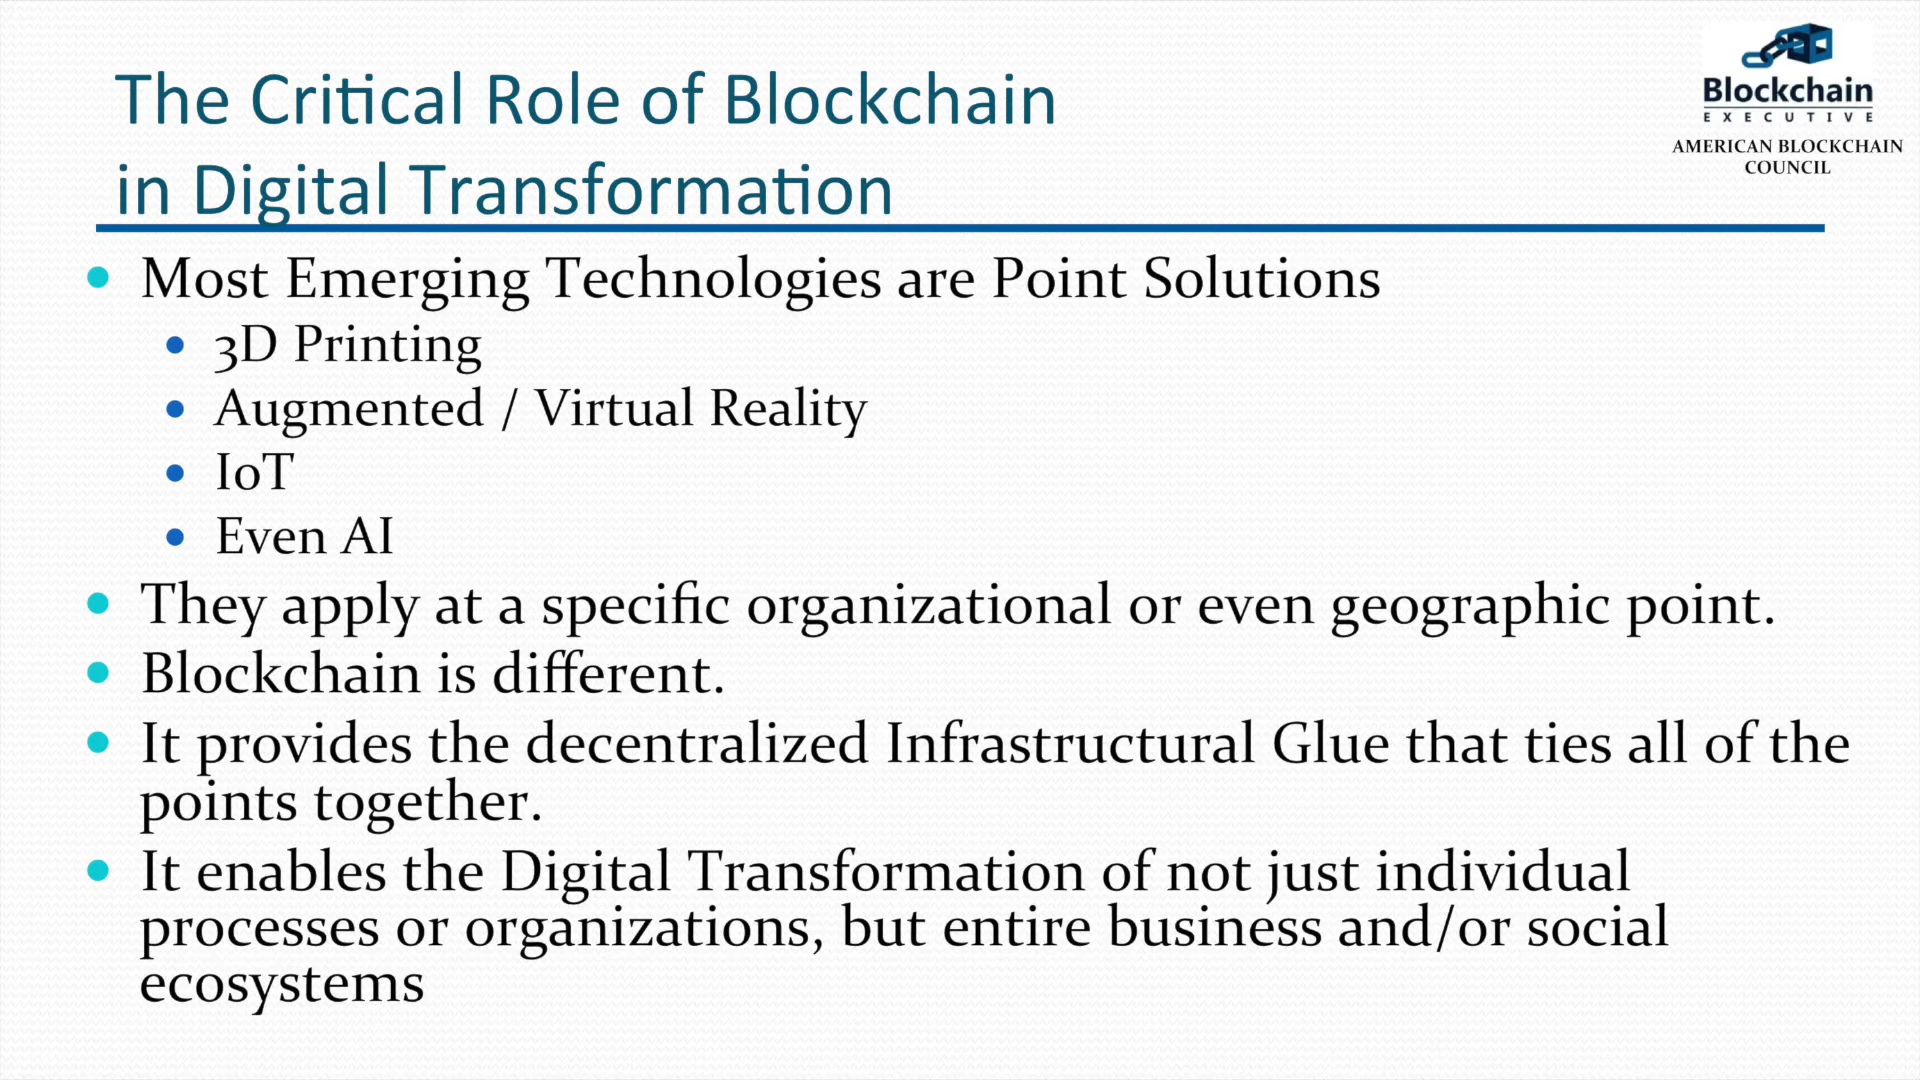 The Critical Role of Blockchain
in Digital Transformation
Blockchain
EXECUTIVE
AMERICAN BLOCKCHAIN
COUNCIL
• Most Emerging Technologies are Point Solutions
• 3D Printing
• Augmented / Virtual Reality
• IoT
• Even AI
• They apply at a specific organizational or even geographic point.
• Blockchain is different.
• It provides the decentralized Infrastructural Glue that ties all of the
points together.
• It enables the Digital Transformation of not just individual
processes or organizations, but entire business and/or social
ecosystems